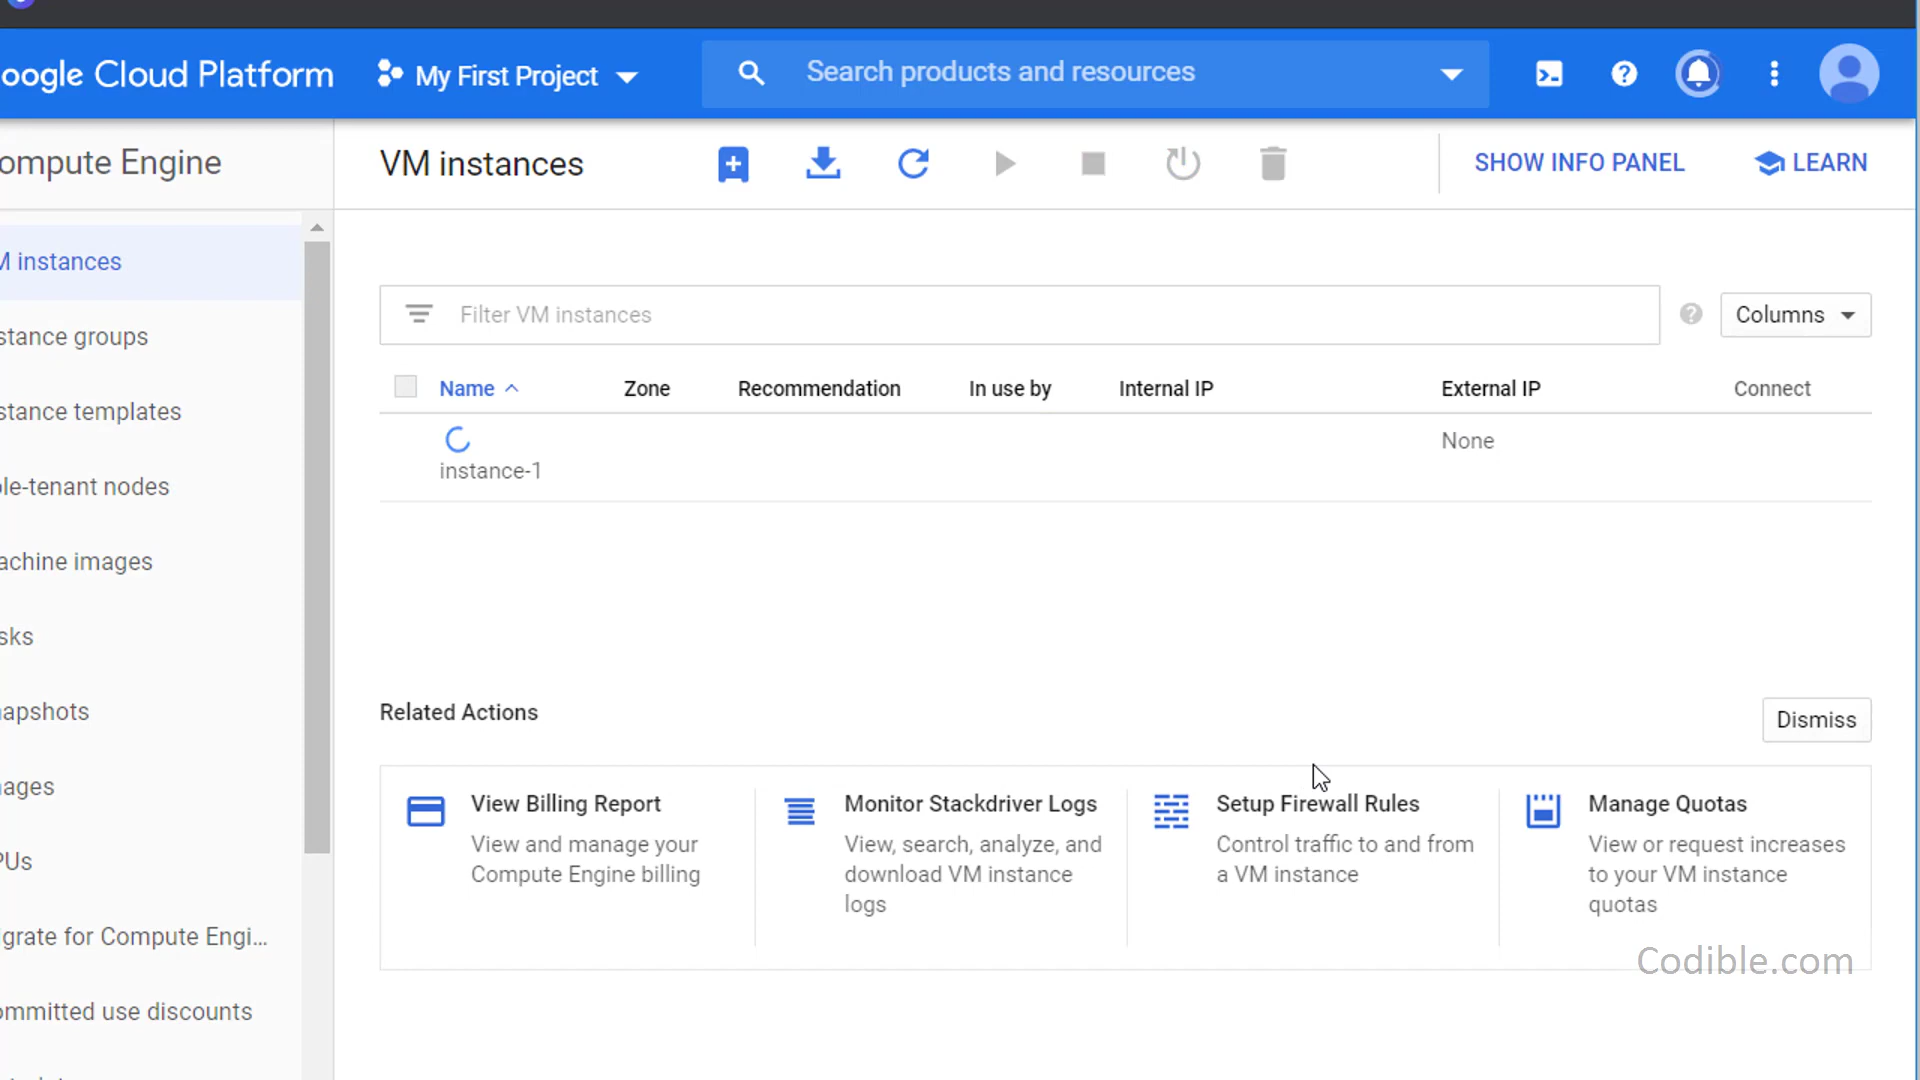 oogle Cloud Platform My First Project Search products and resources
ompute Engine VM instances SHOW INFO PANEL LEARN
M instances
stance groups
stance templates
le-tenant nodes
achine images
sks
apshots
ages
PUs
grate for Compute Engi...
ommitted use discounts
Filter VM instances Columns
Name Zone Recommendation In use by Internal IP External IP Connect
instance-1 None
Related Actions Dismiss
View Billing Report
View and manage your
Compute Engine billing
Monitor Stackdriver Logs
View, search, analyze, and
download VM instance
logs
Setup Firewall Rules
Control traffic to and from
a VM instance
Manage Quotas
View or request increases
to your VM instance
quotas
Codible.com